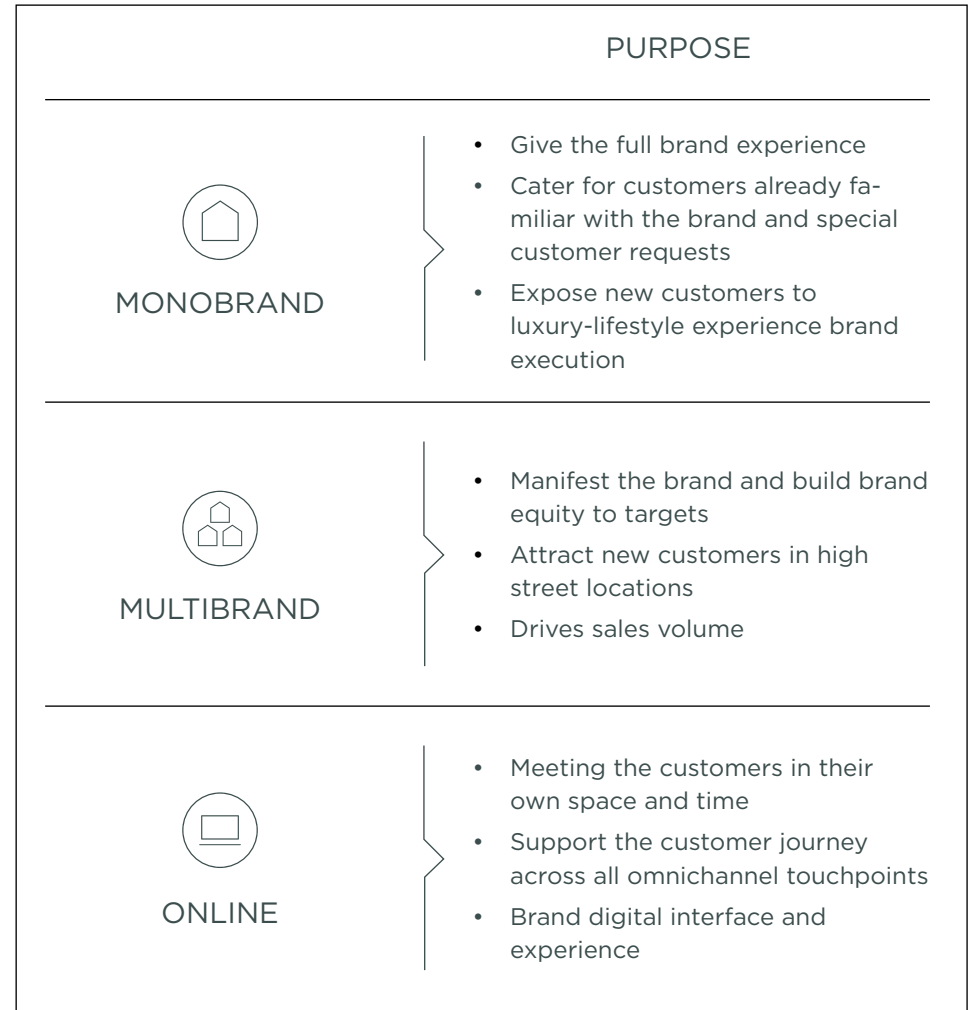 PURPOSE
MONOBRAND
• Give the full brand experience
• Cater for customers already fa-
miliar with the brand and special
customer requests
• Expose new customers to
luxury-lifestyle experience brand
execution
MULTIBRAND
• Manifest the brand and build brand
equity to targets
• Attract new customers in high
street locations
• Drives sales volume
ONLINE
• Meeting the customers in their
own space and time
• Support the customer journey
across all omnichannel touchpoints
• Brand digital interface and
experience